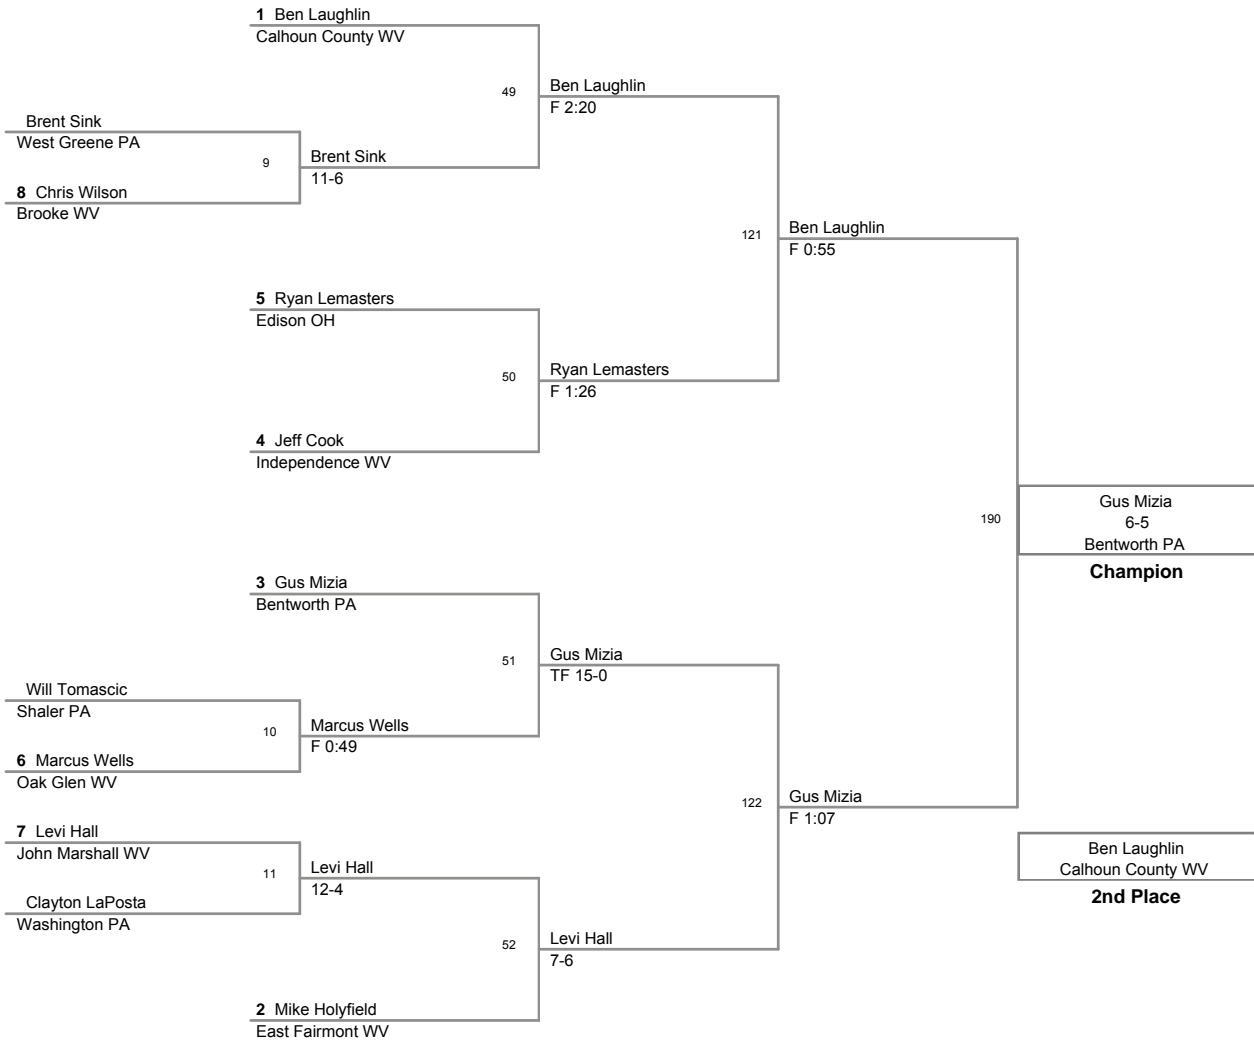 1 Ben Laughlin
Calhoun County WV
49
Ben Laughlin
F 2:20
Brent Sink
West Greene PA
9
Brent Sink
11-6
8 Chris Wilson
Brooke WV
121
Ben Laughlin
F 0:55
5 Ryan Lemasters
Edison OH
50
Ryan Lemasters
F 1:26
4 Jeff Cook
Independence WV
190
Gus Mizia
6-5
Bentworth PA
Champion
3 Gus Mizia
Bentworth PA
51
Gus Mizia
TF 15-0
Will Tomascic
Shaler PA
10
Marcus Wells
F 0:49
6 Marcus Wells
Oak Glen WV
122
Gus Mizia
F 1:07
7 Levi Hall
John Marshall WV
11
Levi Hall
12-4
Clayton LaPosta
Washington PA
52
Levi Hall
7-6
2 Mike Holyfield
East Fairmont WV
Ben Laughlin
Calhoun County WV
2nd Place